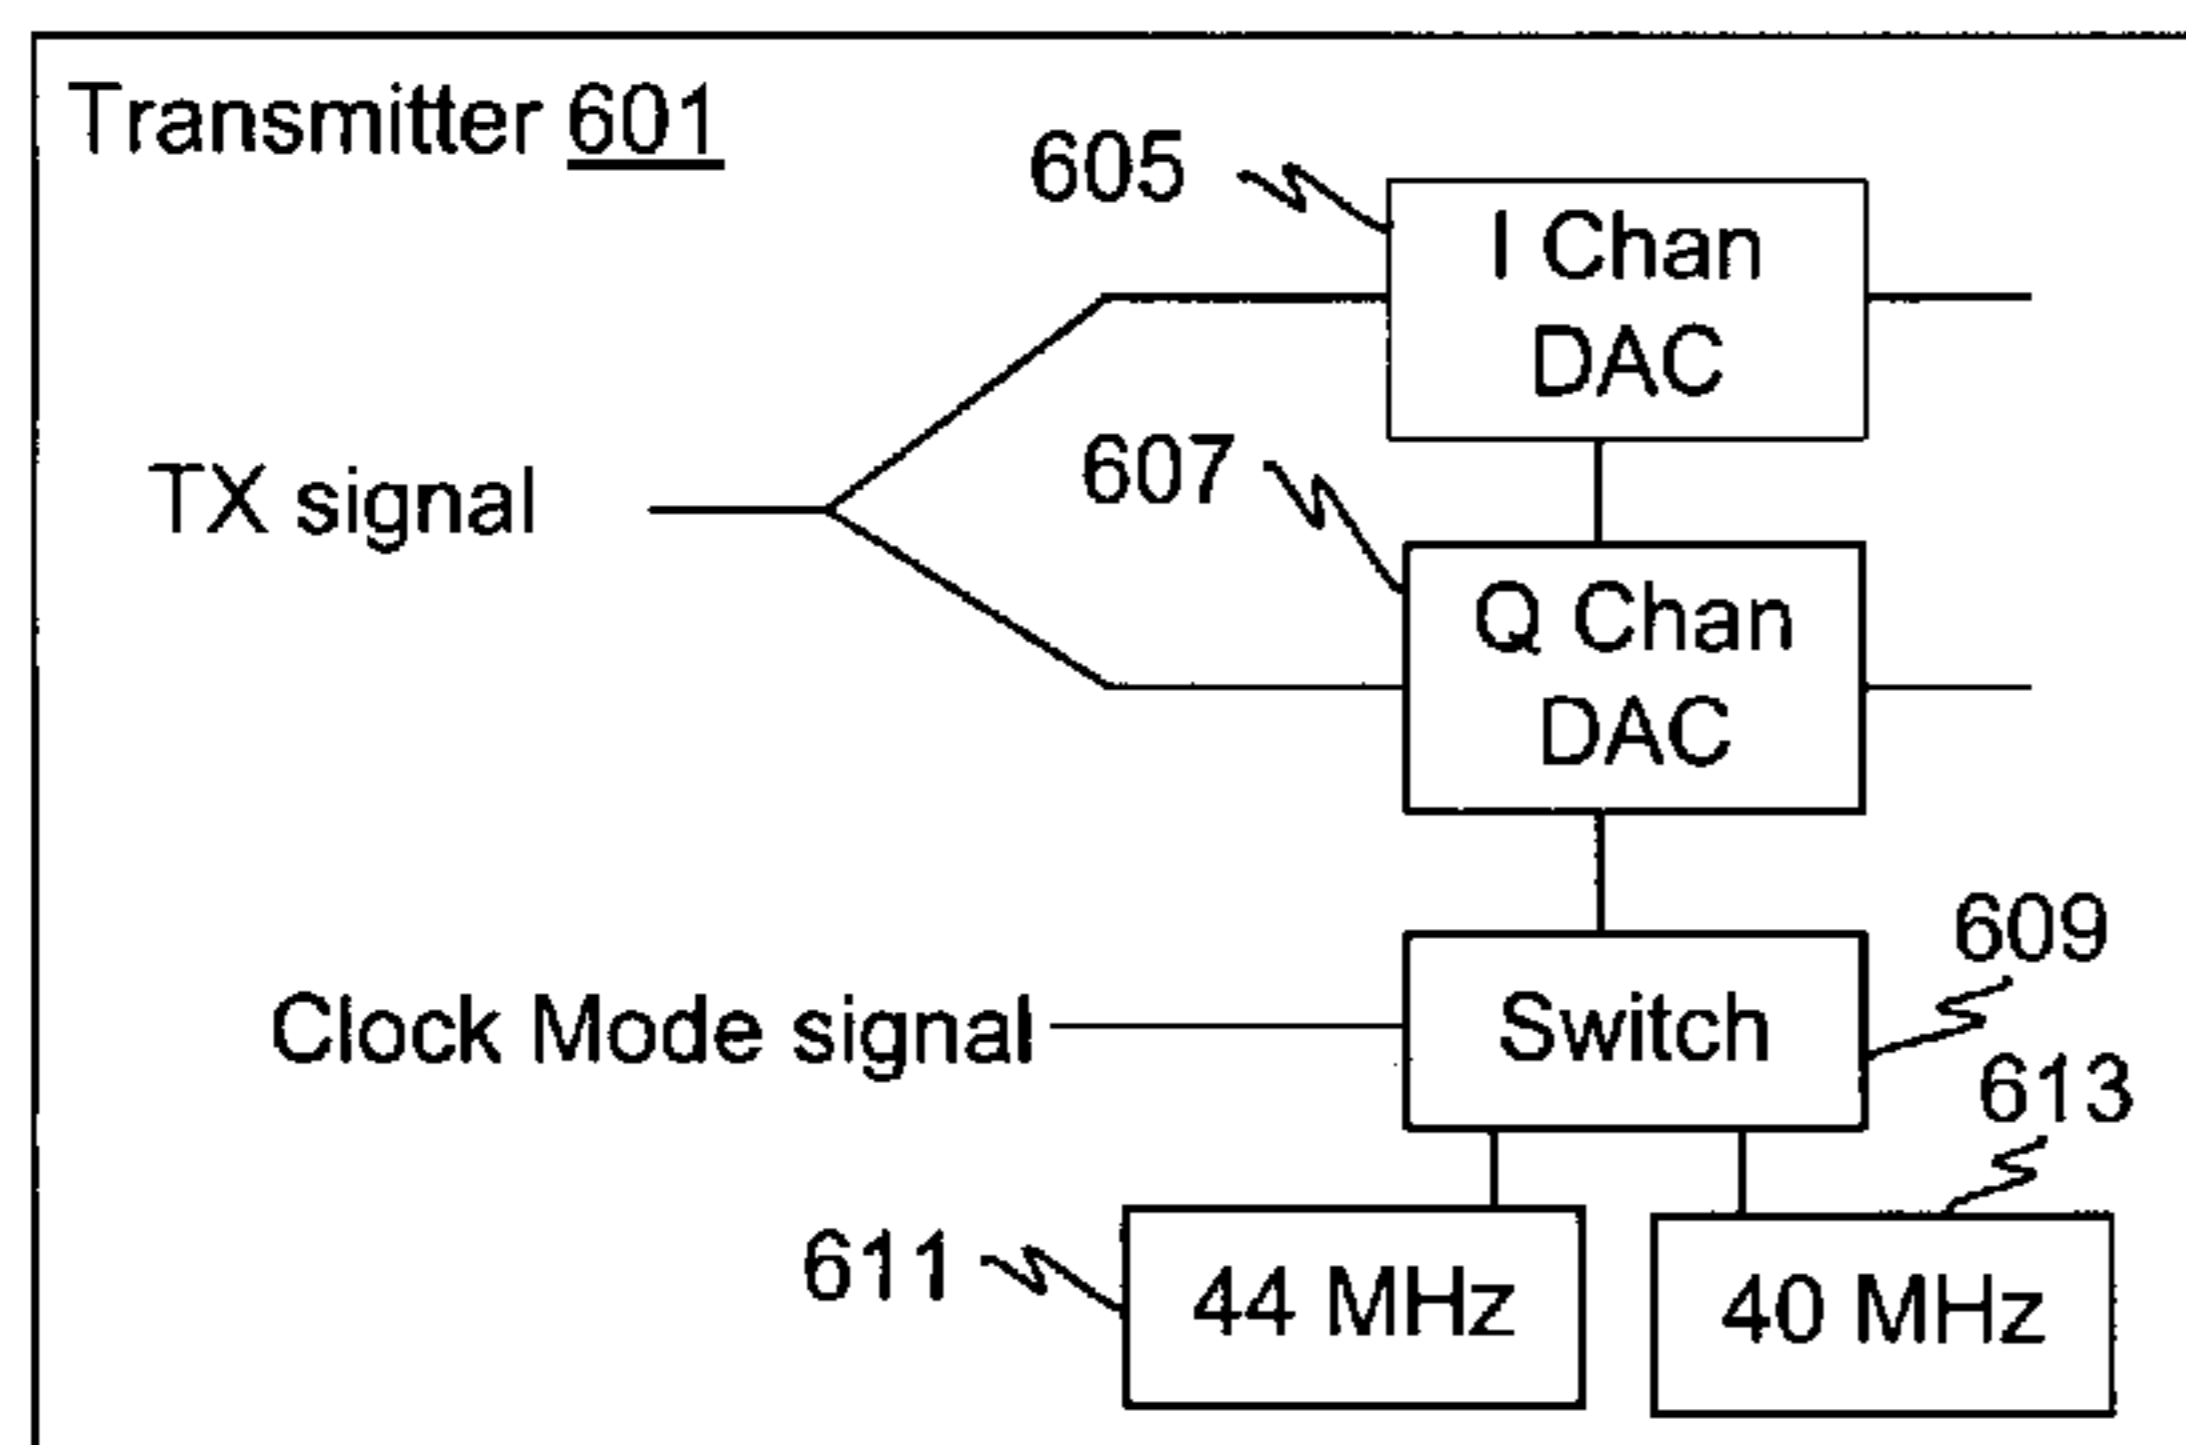 Transmitter 601
605
I Chan
DAC
607
TX signal
Q Chan
DAC
609
Clock Mode signal
Switch
613
611
44 MHz
40 MHz